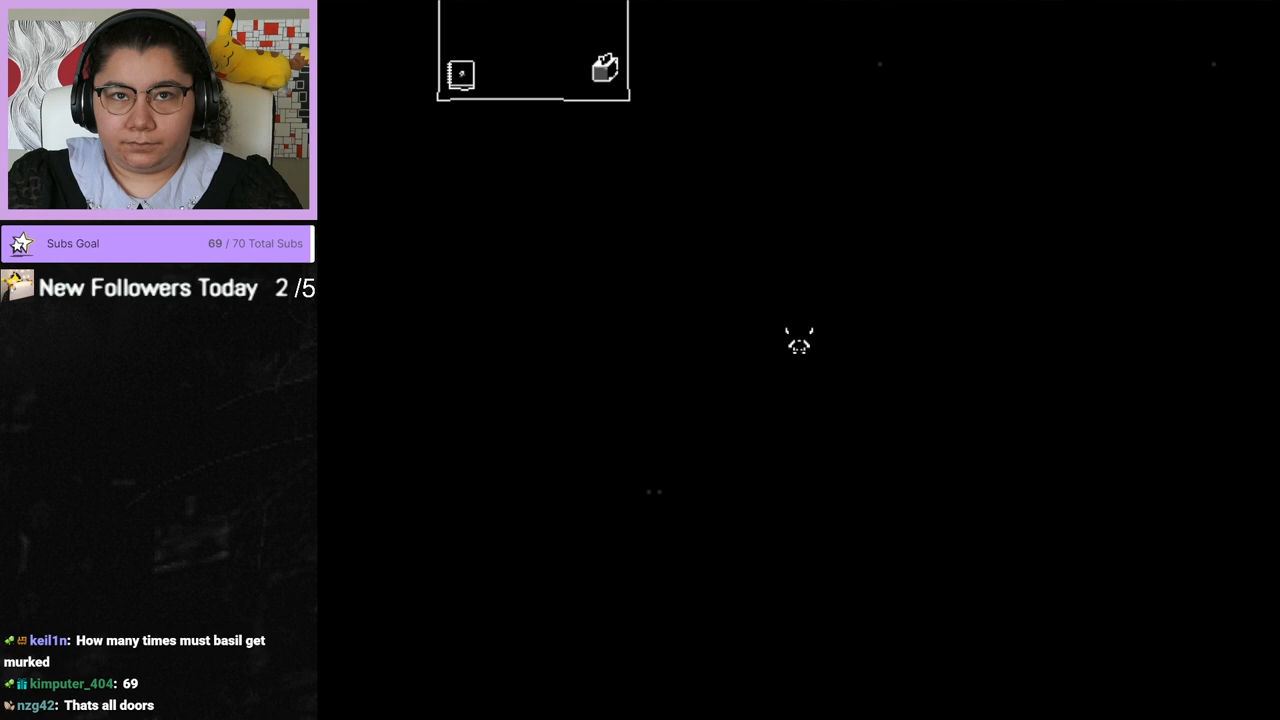 Subs Goal 69 / 70 Total Subs
New Followers Today 2 /5
keil1n: How many times must basil get
murked
kimputer_404: 69
nzg42: Thats all doors